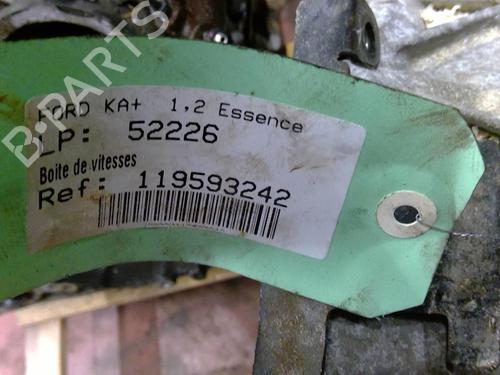 B-PARTS
FORD KA+ 1,2 Essence
LP: 52226
Boite de vitesses
Ref: 119593242